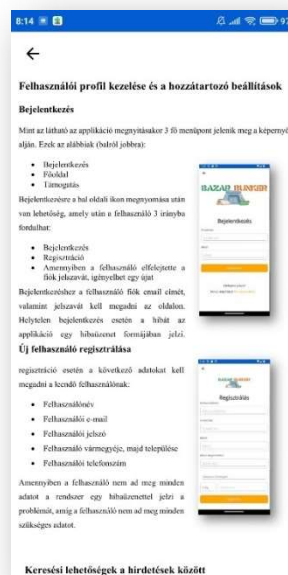 8:14
97
Felhasználói profil kezelése és a hozzátartozó beállítások
Bejelentkezés
Mint az látható az applikáció megnyitásakor 3 fő menüpont jelenik meg a képernyő
alján. Ezek az alábbiak (balról jobbra):
• Bejelentkezés
• Főoldal
• Támogatás
Bejelentkezésre a bal oldali ikon megnyomása után
van lehetőség, amely után a felhasználó 3 irányba
fordulhat:
• Bejelentkezés
• Regisztráció
• Amennyiben a felhasználó elfelejtette a
fiók jelszavát, igényelhet egy újat
Bejelentkezéshez a felhasználó fiók email címét,
valamint jelszavát kell megadni az oldalon.
Helytelen bejelentkezés esetén a hibát az
applikáció egy hibaüzenet formájában jelzi.
BAZAR BUNKER
Bejelentkezés
Új felhasználó regisztrálása
regisztráció esetén a következő adatokat kell
megadni a leendő felhasználónak:
• Felhasználónév
• Felhasználói e-mail
• Felhasználói jelszó
• Felhasználó vármegyéje, majd települése
• Felhasználói telefonszám
Amennyiben a felhasználó nem ad meg minden
adatot a rendszer egy hibaüzenettel jelzi a
problémát, amíg a felhasználó nem ad meg minden
szükséges adatot.
BAZAR BUNKER
Regisztrálás
Keresési lehetőségek a hirdetések között